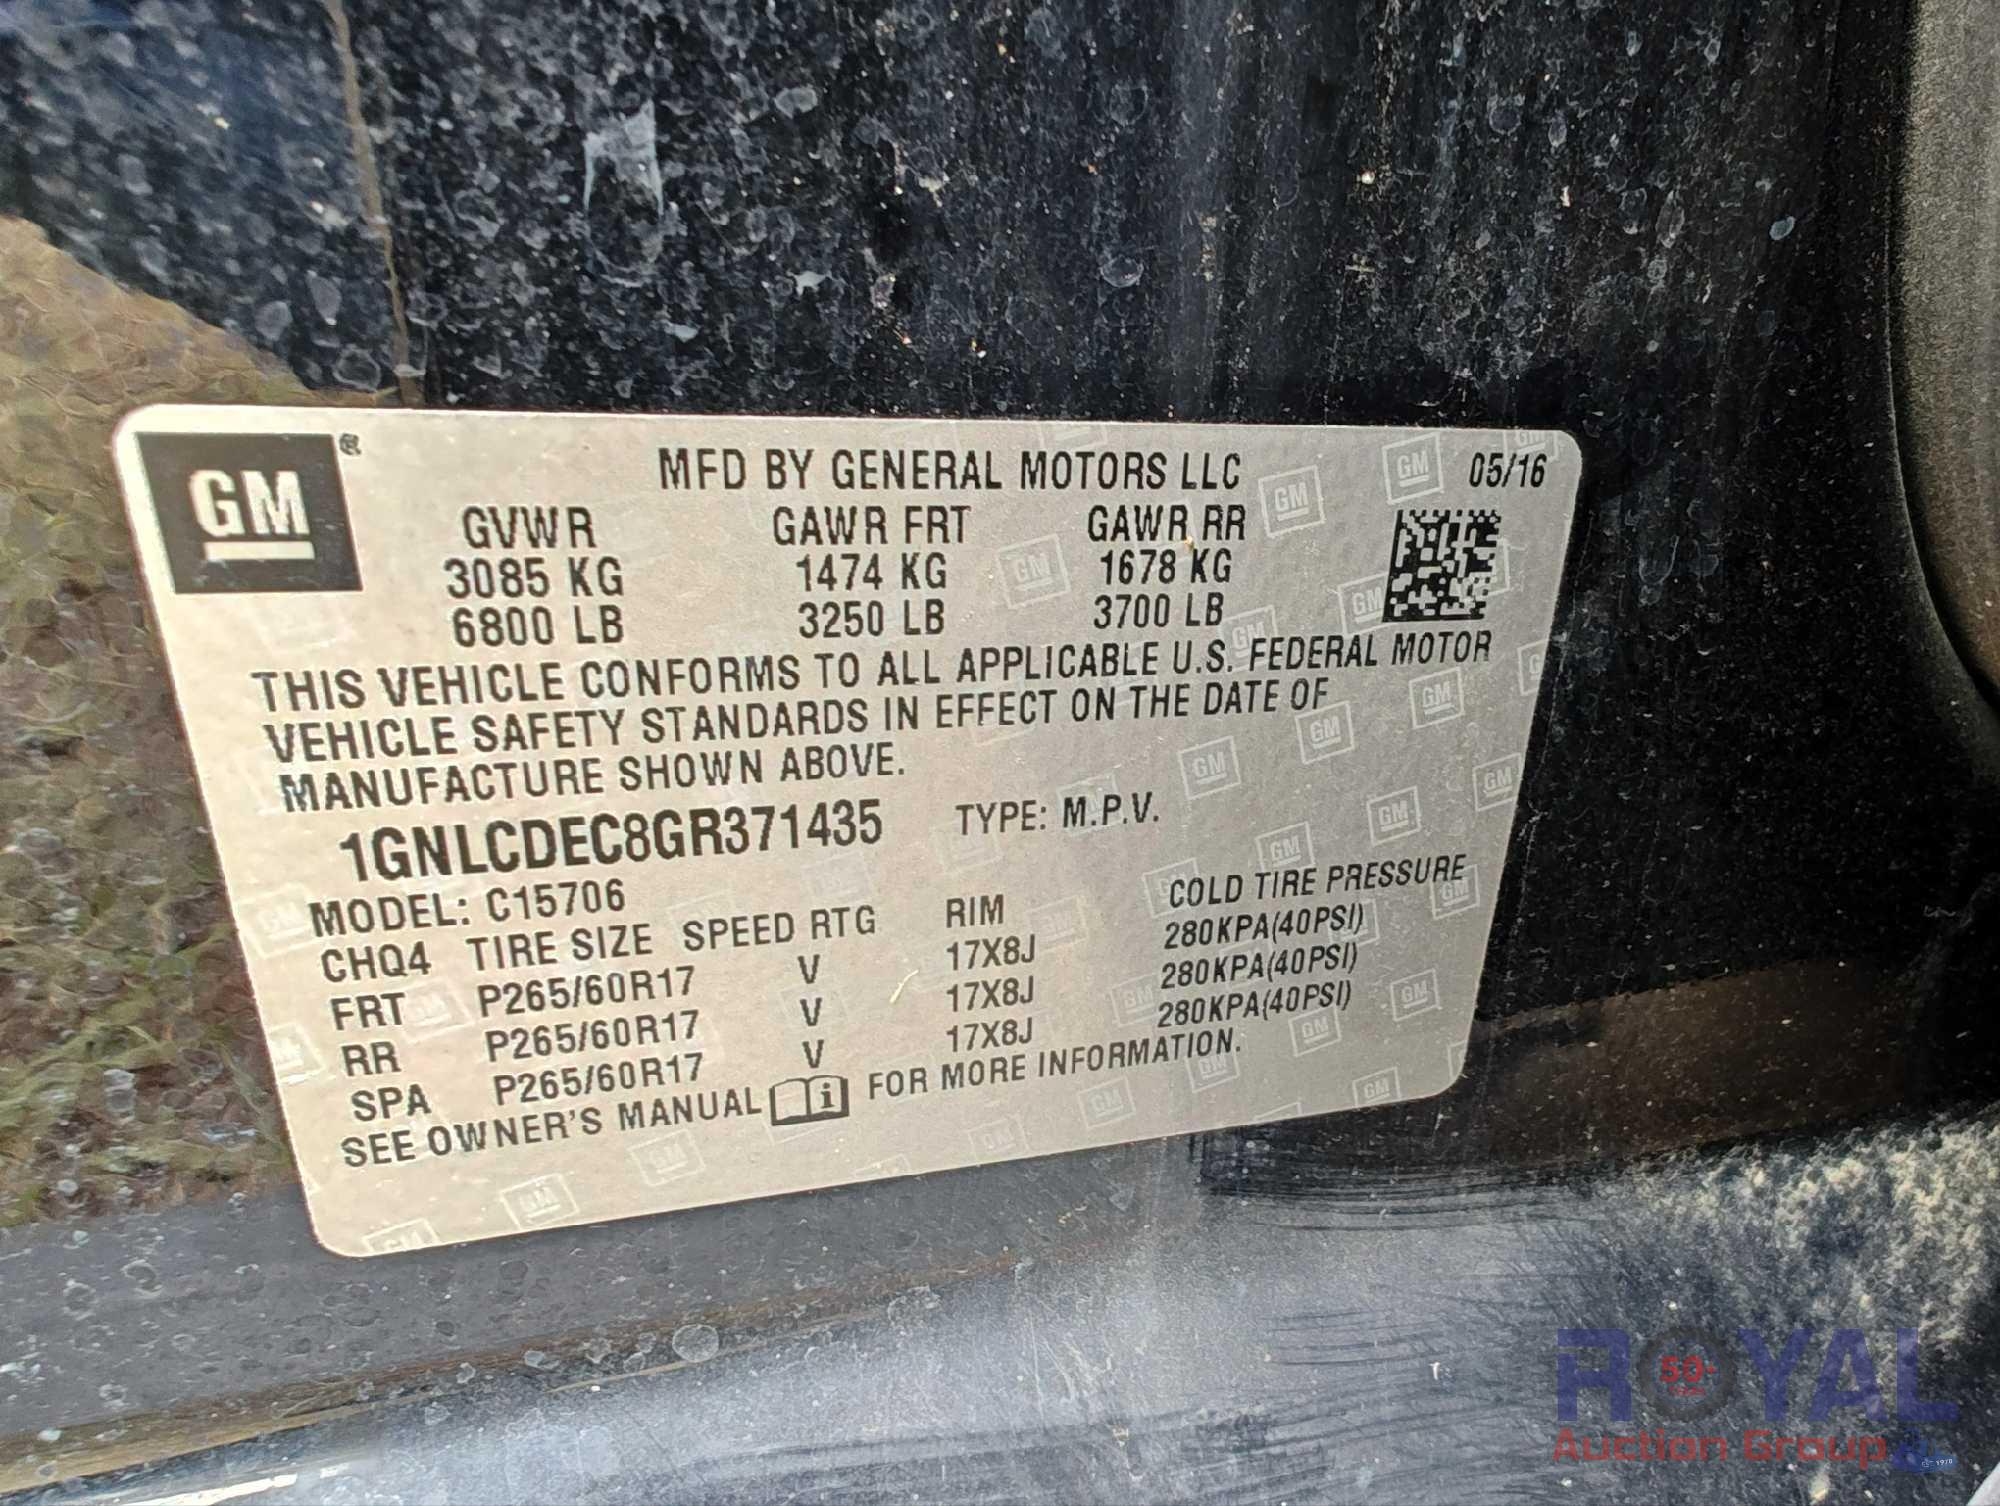 GM®
MFD BY GENERAL MOTORS LLC 05/16
GVWR GAWR FRT GAWR RR
3085 KG 1474 KG 1678 KG
6800 LB 3250 LB 3700 LB
THIS VEHICLE CONFORMS TO ALL APPLICABLE U.S. FEDERAL MOTOR
VEHICLE SAFETY STANDARDS IN EFFECT ON THE DATE OF
MANUFACTURE SHOWN ABOVE.
1GNLCDEC8GR371435 TYPE: M.P.V.
MODEL: C15706
CHQ4 TIRE SIZE SPEED RTG RIM COLD TIRE PRESSURE
FRT P265/60R17 V 17X8J 280KPA(40PSI)
RR P265/60R17 V 17X8J 280KPA(40PSI)
SPA P265/60R17 V 17X8J 280KPA(40PSI)
SEE OWNER'S MANUAL i FOR MORE INFORMATION.
ROYAL
50+
Auction Group
EST 1970